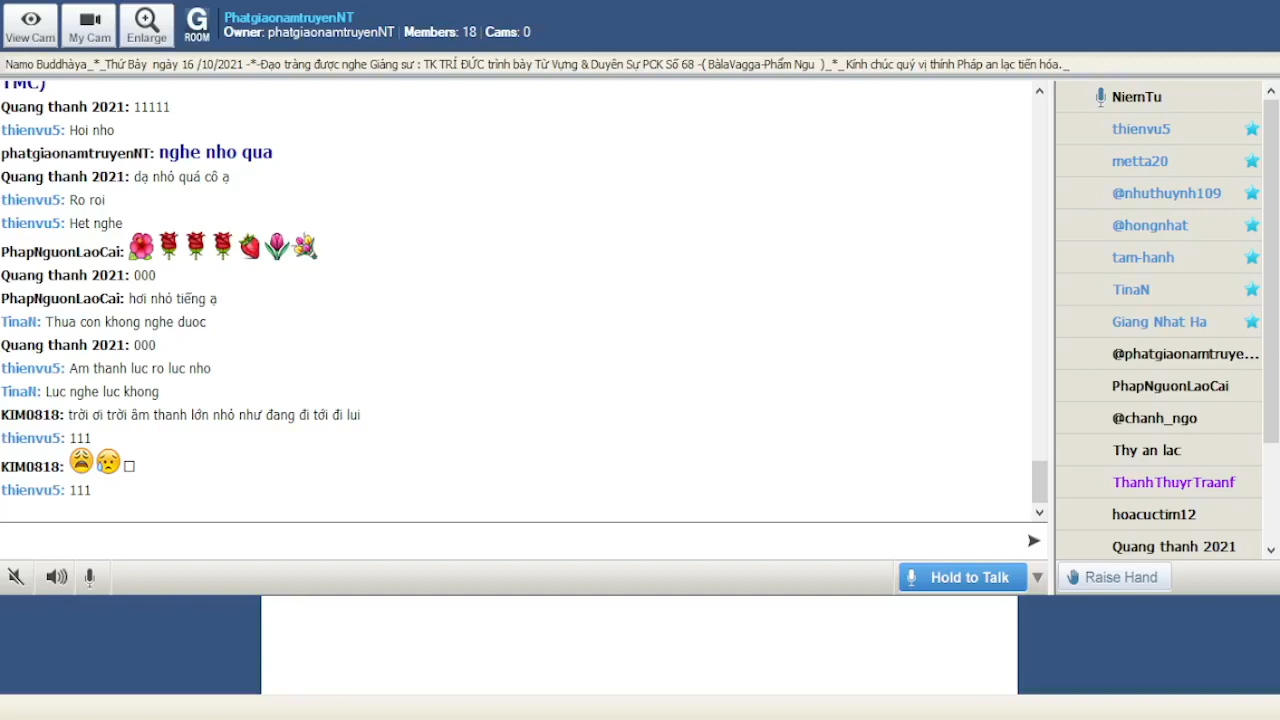 View Cam
My Cam
Enlarge
G
ROOM
PhatgiaonamtruyenNT
Owner: phatgiaonamtruyenNT | Members: 18 | Cams: 0
Namo Buddhàya_*_Thứ Bảy ngày 16 /10/2021 -*-Đạo tràng được nghe Giảng sư : TK TRÍ ĐỨC trình bày Từ Vựng & Duyên Sự PCK Số 68 -( BàlaVagga-Phẩm Ngu )_*_ Kính chúc quý vị thính Pháp an lạc tiến hóa._
TMC)
Quang thanh 2021: 11111
thienvu5: Hoi nho
phatgiaonamtruyenNT: nghe nho qua
Quang thanh 2021: dạ nhỏ quá cô ạ
thienvu5: Ro roi
thienvu5: Het nghe
PhapNguonLaoCai:
Quang thanh 2021: 000
PhapNguonLaoCai: hơi nhỏ tiếng ạ
TinaN: Thua con khong nghe duoc
Quang thanh 2021: 000
thienvu5: Am thanh luc ro luc nho
TinaN: Luc nghe luc khong
KIM0818: trời ơi trời âm thanh lớn nhỏ như đang đi tới đi lui
thienvu5: 111
KIM0818:
thienvu5: 111
Hold to Talk
NiemTu
thienvu5
metta20
@nhuthuynh109
@hongnhat
tam-hanh
TinaN
Giang Nhat Ha
@phatgiaonamtruye...
PhapNguonLaoCai
@chanh_ngo
Thy an lac
ThanhThuyrTraanf
hoacuctim12
Quang thanh 2021
Raise Hand